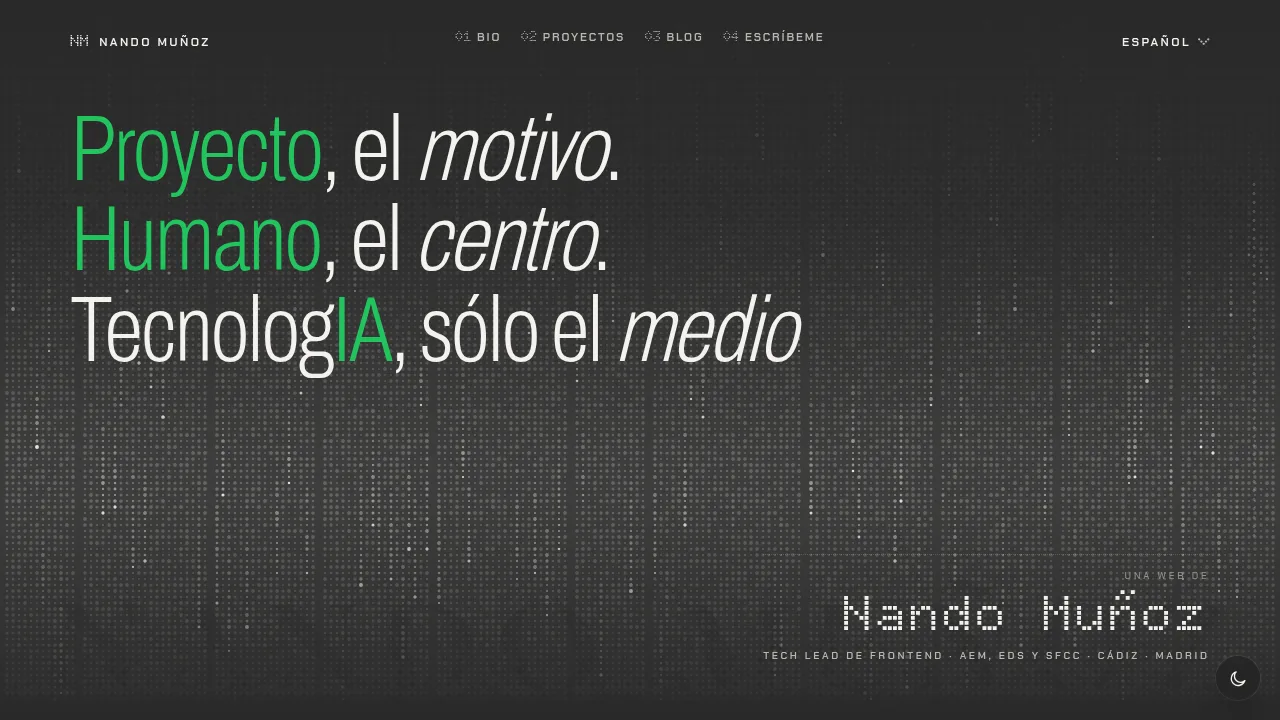 NM NANDO MUÑOZ
01 BIO 02 PROYECTOS 03 BLOG 04 ESCRÍBEME
ESPAÑOL
Proyecto, el motivo.
Humano, el centro.
TecnologIA, sólo el medio
UNA WEB DE
Nando Muñoz
TECH LEAD DE FRONTEND · AEM, EDS Y SFCC · CÁDIZ · MADRID